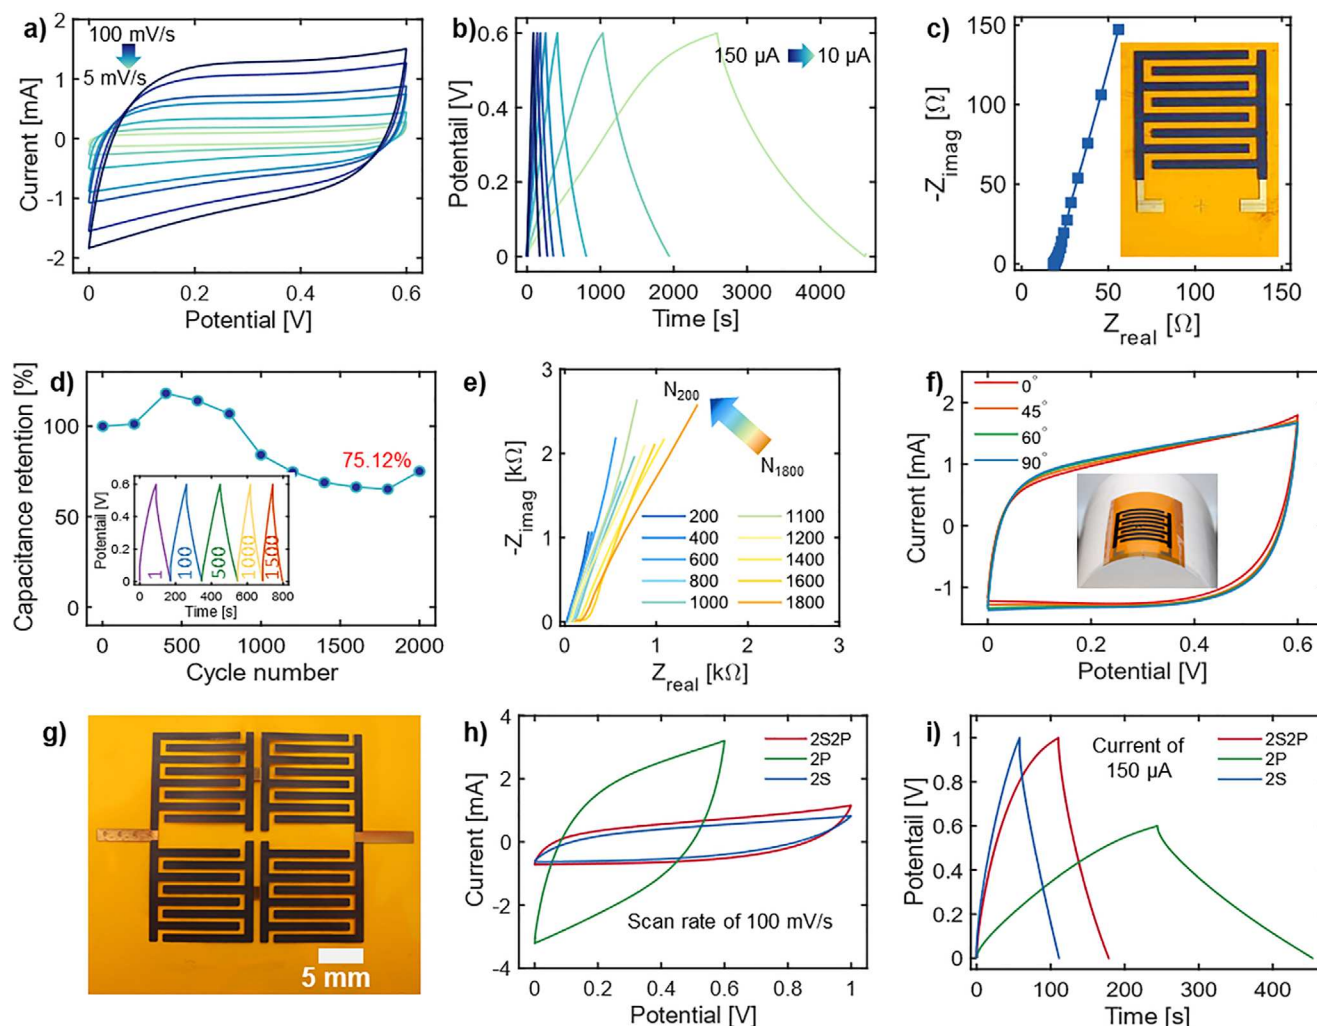 a)
100 mV/s
5 mV/s
Current [mA]
2
1
0
-1
-2
0
0.2
0.4
0.6
Potential [V]
b)
150 µA
10 µA
Potentail [V]
0.6
0.4
0.2
0
0
1000
2000
3000
4000
Time [s]
c)
-Zimag [Ω]
150
100
50
0
0
50
100
150
Zreal [Ω]
d)
Capacitance retention [%]
100
50
0
75.12%
0
500
1000
1500
2000
Cycle number
Potentail [V]
0.6
0.4
0.2
0
1
100
500
1000
1500
0
200
400
600
800
Time [s]
e)
-Zimag [kΩ]
3
2
1
0
N200
N1800
200
400
600
800
1000
1100
1200
1400
1600
1800
0
1
2
3
Zreal [kΩ]
f)
0°
45°
60°
90°
Current [mA]
2
1
0
-1
0
0.2
0.4
0.6
Potential [V]
g)
5 mm
h)
2S2P
2P
2S
Current [mA]
4
2
0
-2
-4
Scan rate of 100 mV/s
0
0.2
0.4
0.6
0.8
1
Potential [V]
i)
Current of
150 µA
2S2P
2P
2S
Potentail [V]
1
0.8
0.6
0.4
0.2
0
0
100
200
300
400
Time [s]